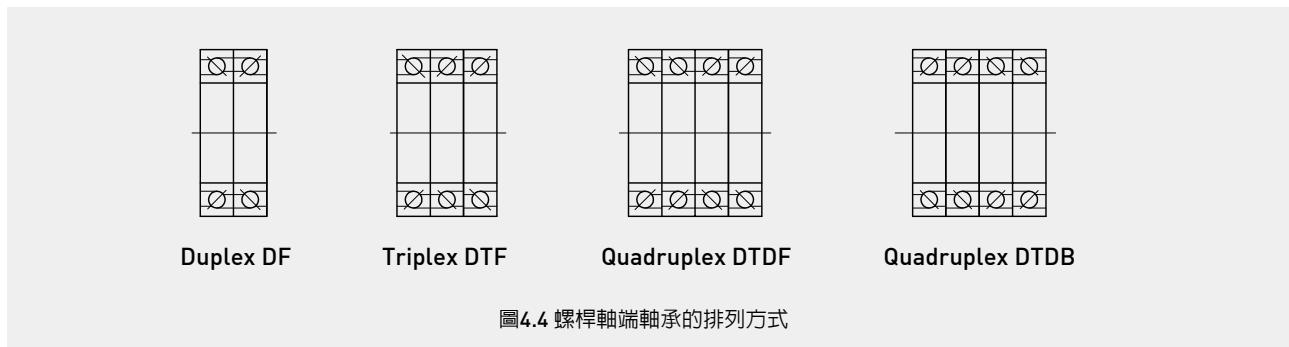 Duplex DF
Triplex DTF
Quadruplex DTDF
Quadruplex DTDB
圖4.4 螺桿軸端軸承的排列方式